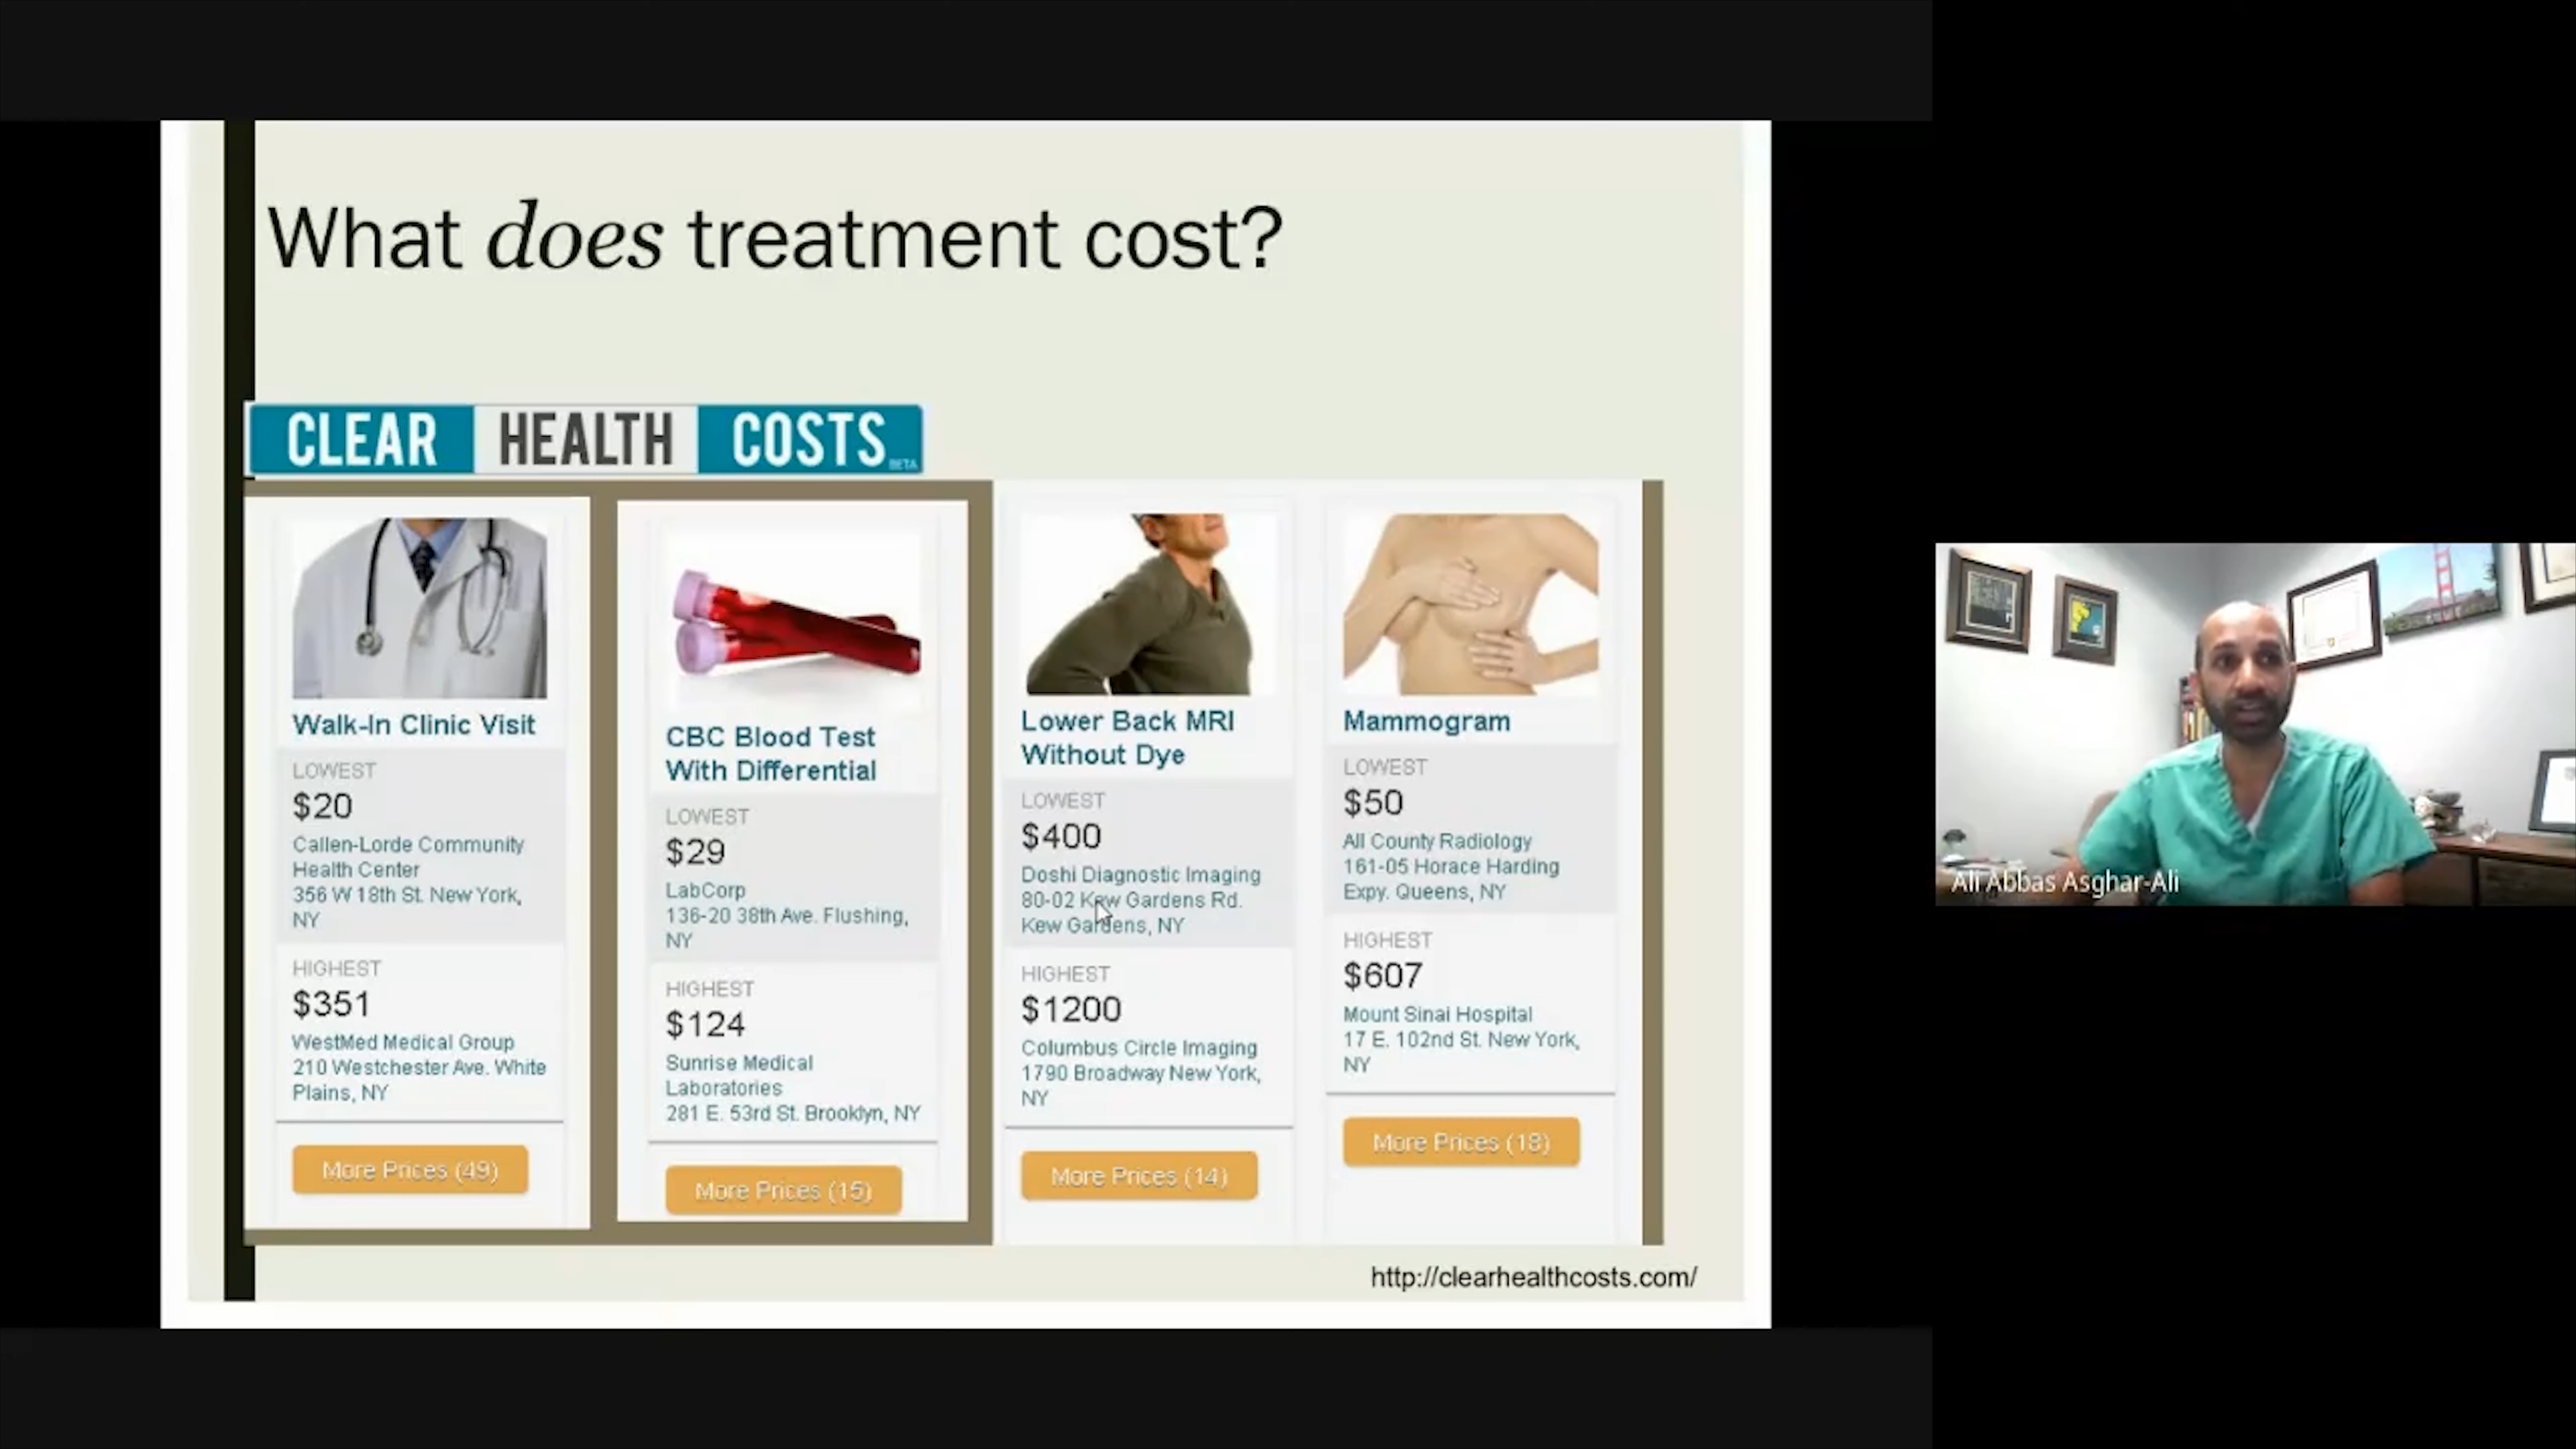 What does treatment cost?
CLEAR HEALTH COSTS BETA
Walk-In Clinic Visit
LOWEST
$20
Callen-Lorde Community
Health Center
356 W 18th St. New York,
NY
HIGHEST
$351
WestMed Medical Group
210 Westchester Ave. White
Plains, NY
More Prices (49)
CBC Blood Test
With Differential
LOWEST
$29
LabCorp
136-20 38th Ave. Flushing,
NY
HIGHEST
$124
Sunrise Medical
Laboratories
281 E. 53rd St. Brooklyn, NY
More Prices (15)
Lower Back MRI
Without Dye
LOWEST
$400
Doshi Diagnostic Imaging
80-02 Kew Gardens Rd.
Kew Gardens, NY
HIGHEST
$1200
Columbus Circle Imaging
1790 Broadway New York,
NY
More Prices (14)
Mammogram
LOWEST
$50
All County Radiology
161-05 Horace Harding
Expy. Queens, NY
HIGHEST
$607
Mount Sinai Hospital
17 E. 102nd St. New York,
NY
More Prices (18)
http://clearhealthcosts.com/
Ali Abbas Asghar-Ali